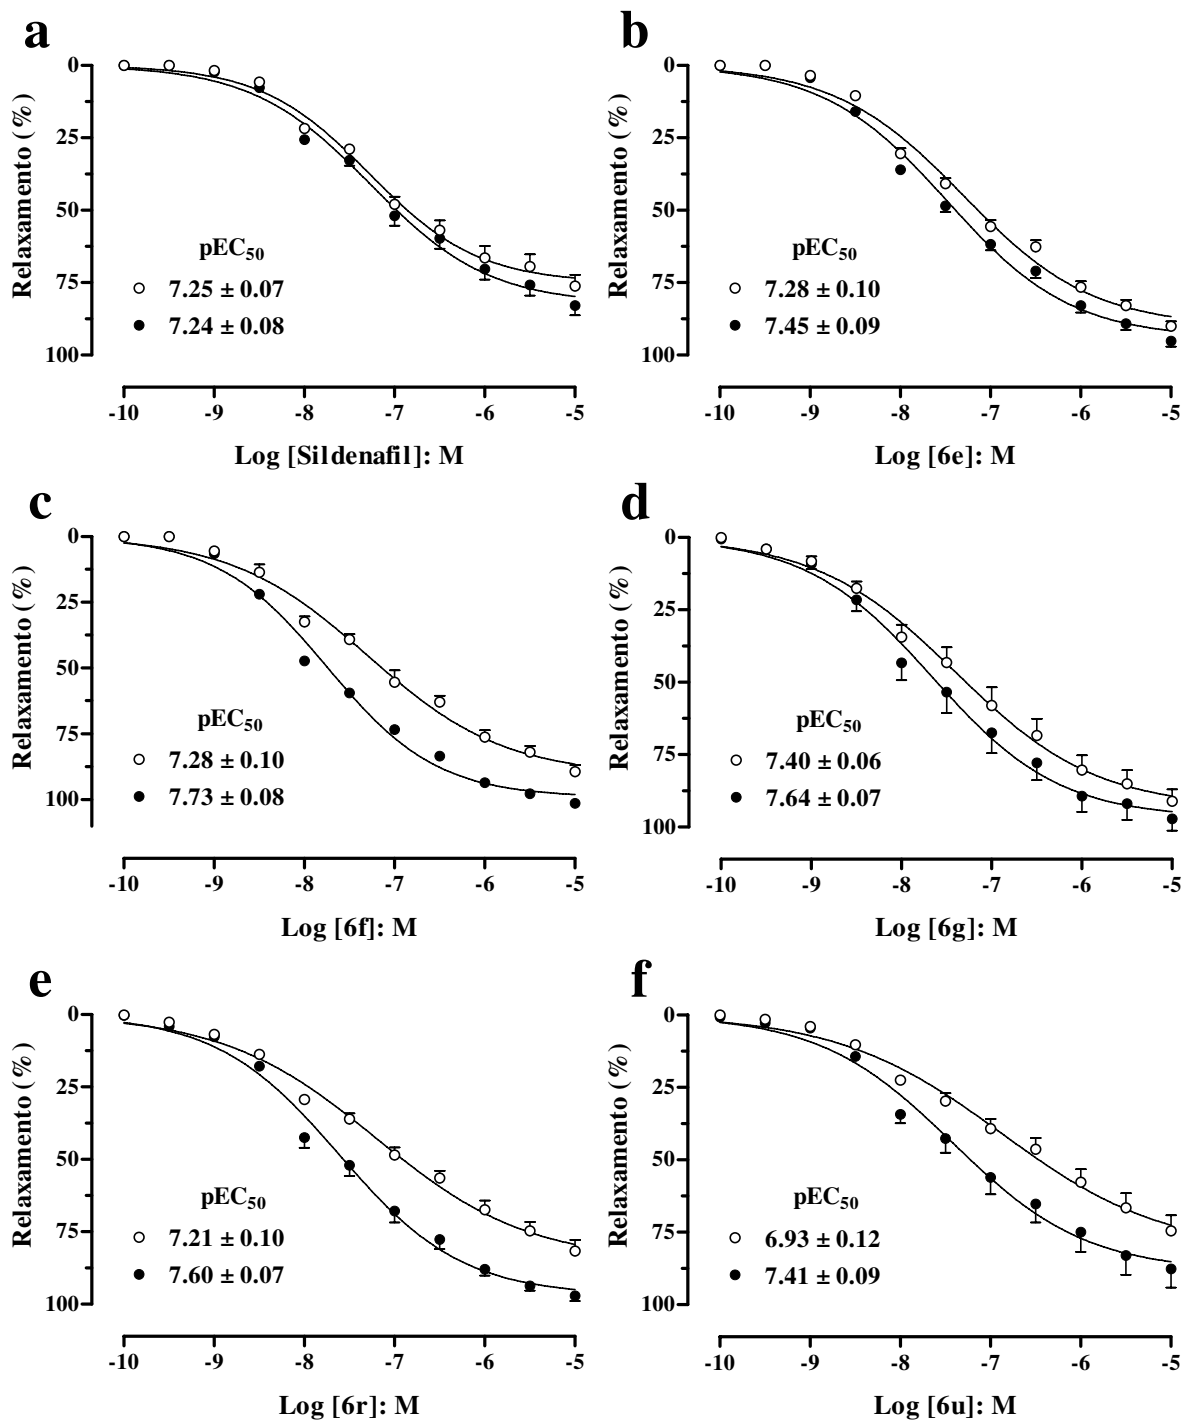 a
0
25
50
75
100
Relaxamento (%)
pEC50
7.25 ± 0.07
7.24 ± 0.08
-10 -9 -8 -7 -6 -5
Log [Sildenafil]: M
b
0
25
50
75
100
Relaxamento (%)
pEC50
7.28 ± 0.10
7.45 ± 0.09
-10 -9 -8 -7 -6 -5
Log [6e]: M
c
0
25
50
75
100
Relaxamento (%)
pEC50
7.28 ± 0.10
7.73 ± 0.08
-10 -9 -8 -7 -6 -5
Log [6f]: M
d
0
25
50
75
100
Relaxamento (%)
pEC50
7.40 ± 0.06
7.64 ± 0.07
-10 -9 -8 -7 -6 -5
Log [6g]: M
e
0
25
50
75
100
Relaxamento (%)
pEC50
7.21 ± 0.10
7.60 ± 0.07
-10 -9 -8 -7 -6 -5
Log [6r]: M
f
0
25
50
75
100
Relaxamento (%)
pEC50
6.93 ± 0.12
7.41 ± 0.09
-10 -9 -8 -7 -6 -5
Log [6u]: M